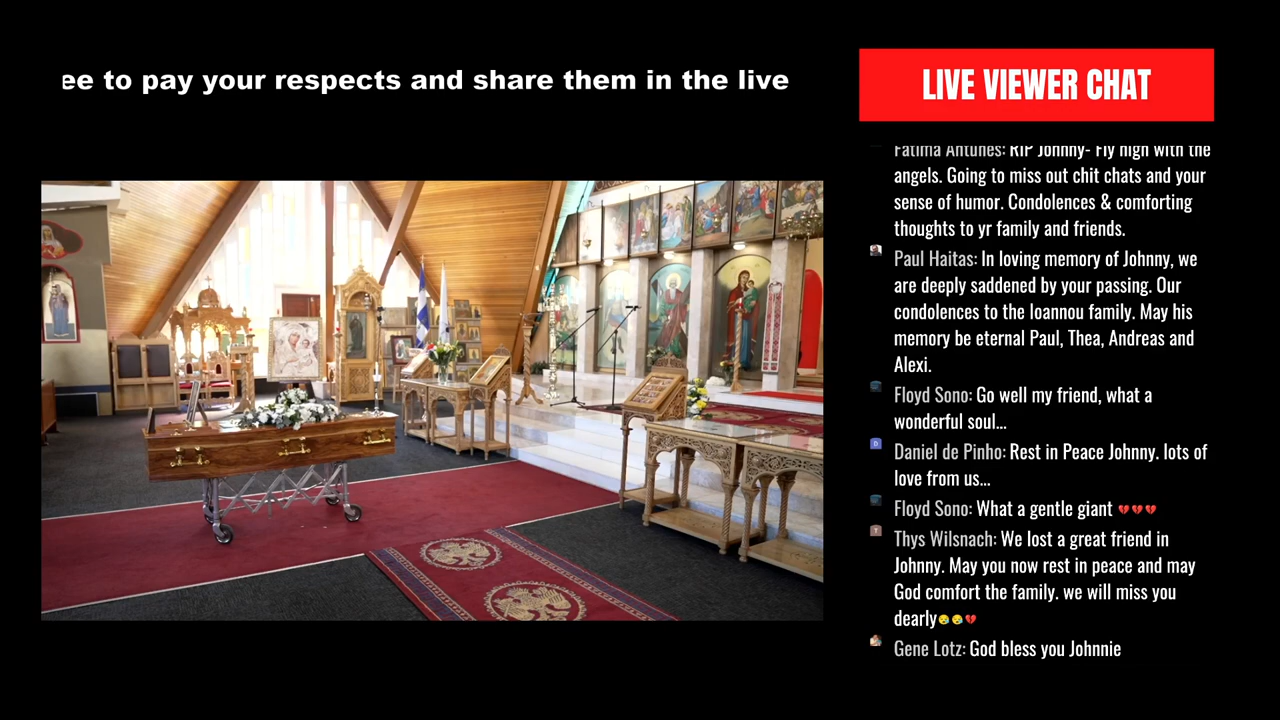 ee to pay your respects and share them in the live
LIVE VIEWER CHAT
Fatima Antunes: RIP Johnny- Fly high with the
angels. Going to miss out chit chats and your
sense of humor. Condolences & comforting
thoughts to yr family and friends.
Paul Haitas: In loving memory of Johnny, we
are deeply saddened by your passing. Our
condolences to the Ioannou family. May his
memory be eternal Paul, Thea, Andreas and
Alexi.
Floyd Sono: Go well my friend, what a
wonderful soul...
Daniel de Pinho: Rest in Peace Johnny. lots of
love from us...
Floyd Sono: What a gentle giant 💔💔💔
Thys Wilsnach: We lost a great friend in
Johnny. May you now rest in peace and may
God comfort the family. we will miss you
dearly😪😪💔
Gene Lotz: God bless you Johnnie